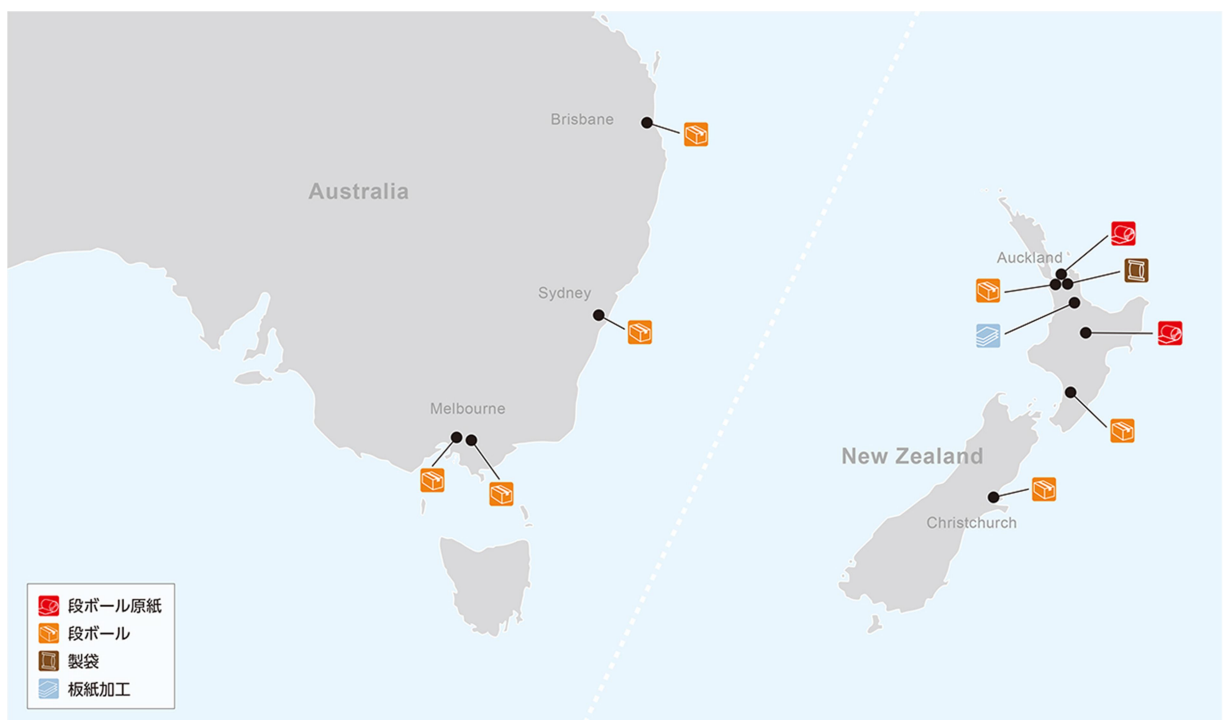 Brisbane
Australia
Auckland
Sydney
Melbourne
New Zealand
Christchurch
段ボール原紙
段ボール
製袋
板紙加工